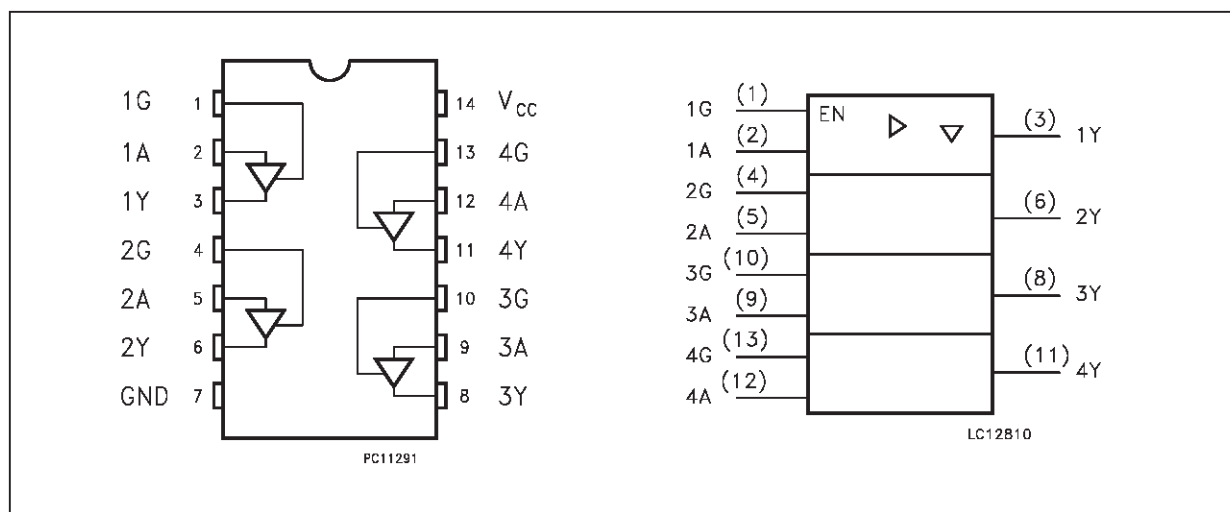 1G 1 14 VCC
1A 2 13 4G
1Y 3 12 4A
2G 4 11 4Y
2A 5 10 3G
2Y 6 9 3A
GND 7 8 3Y
PC11291
1G (1) EN (3) 1Y
1A (2)
2G (4) (6) 2Y
2A (5)
3G (10) (8) 3Y
3A (9)
4G (13) (11) 4Y
4A (12)
LC12810